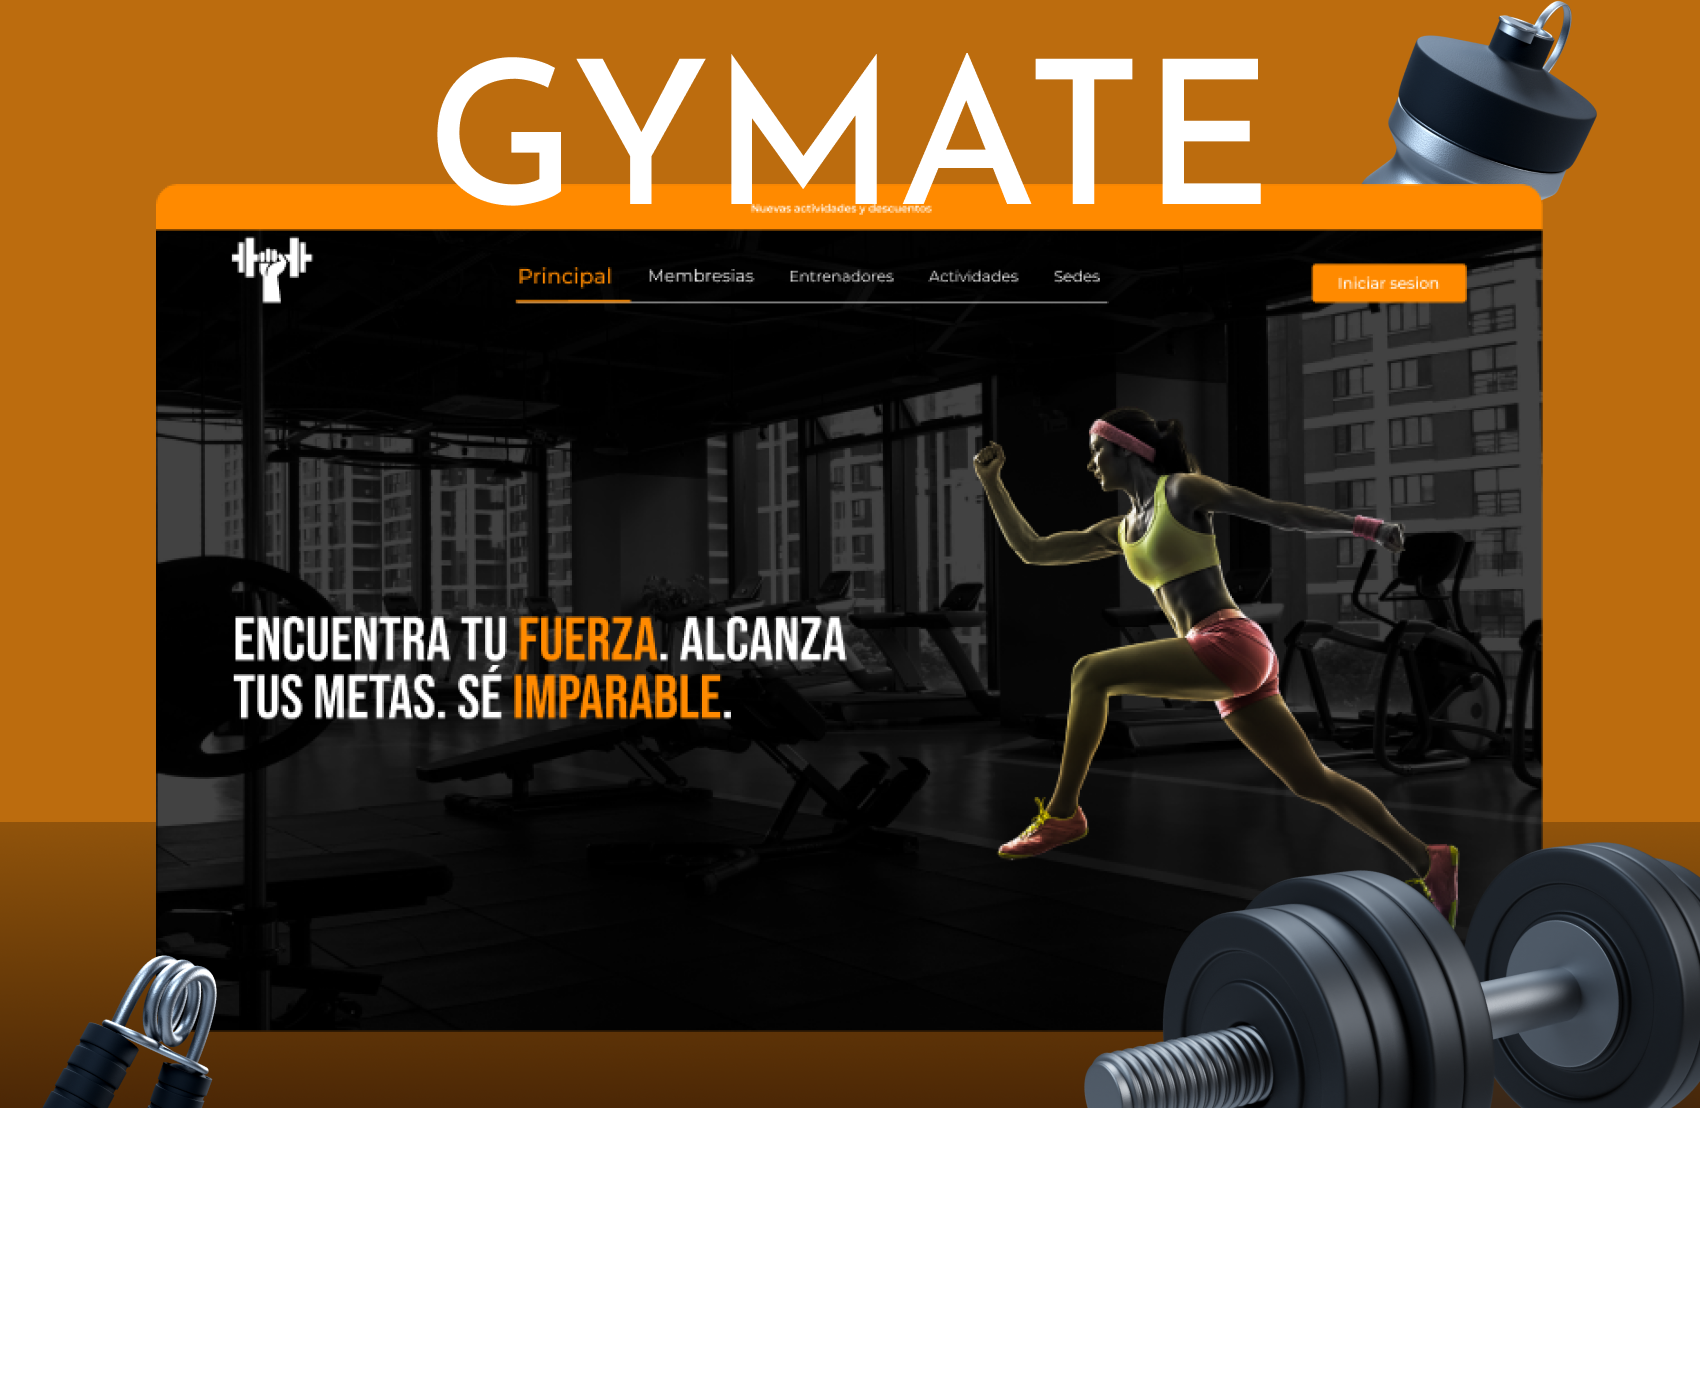 GYMATE
Nuevas actividades y descuentos
Principal Membresias Entrenadores Actividades Sedes
Iniciar sesion
ENCUENTRA TU FUERZA. ALCANZA
TUS METAS. SÉ IMPARABLE.